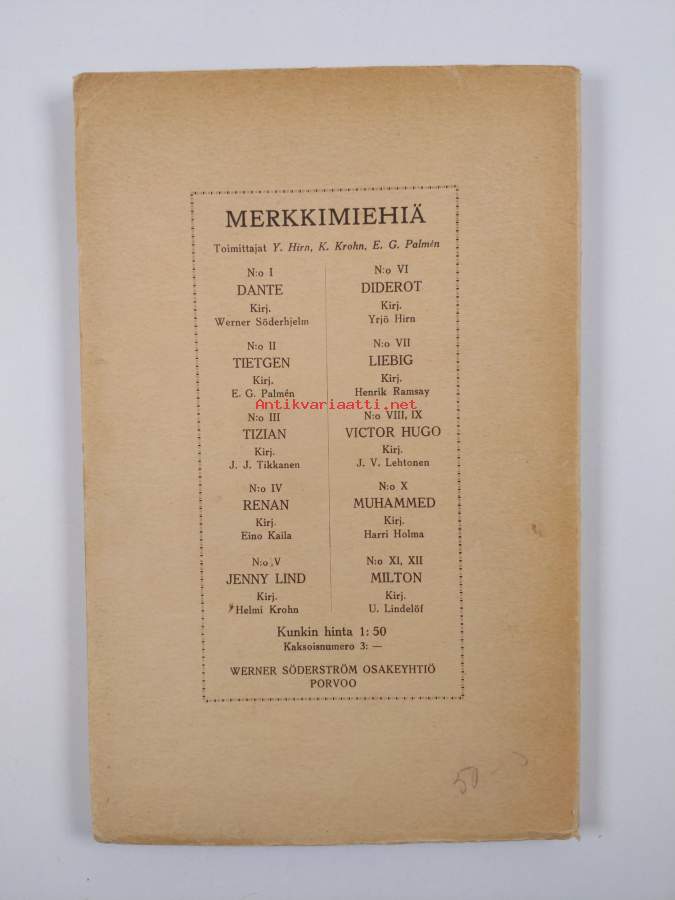 MERKKIMIEHIÄ
Toimittajat Y. Hirn, K. Krohn, E. G. Palmén
N:o I
DANTE
Kirj.
Werner Söderhjelm
N:o II
TIETGEN
Kirj.
E. G. Palmén
N:o III
TIZIAN
Kirj.
J. J. Tikkanen
N:o IV
RENAN
Kirj.
Eino Kaila
N:o V
JENNY LIND
Kirj.
Helmi Krohn
N:o VI
DIDEROT
Kirj.
Yrjö Hirn
N:o VII
LIEBIG
Kirj.
Henrik Ramsay
N:o VIII, IX
VICTOR HUGO
Kirj.
J. V. Lehtonen
N:o X
MUHAMMED
Kirj.
Harri Holma
N:o XI, XII
MILTON
Kirj.
U. Lindelöf
Kunkin hinta 1: 50
Kaksoisnumero 3: —
WERNER SÖDERSTRÖM OSAKEYHTIÖ
PORVOO
Antikvariaatti.net
50 -